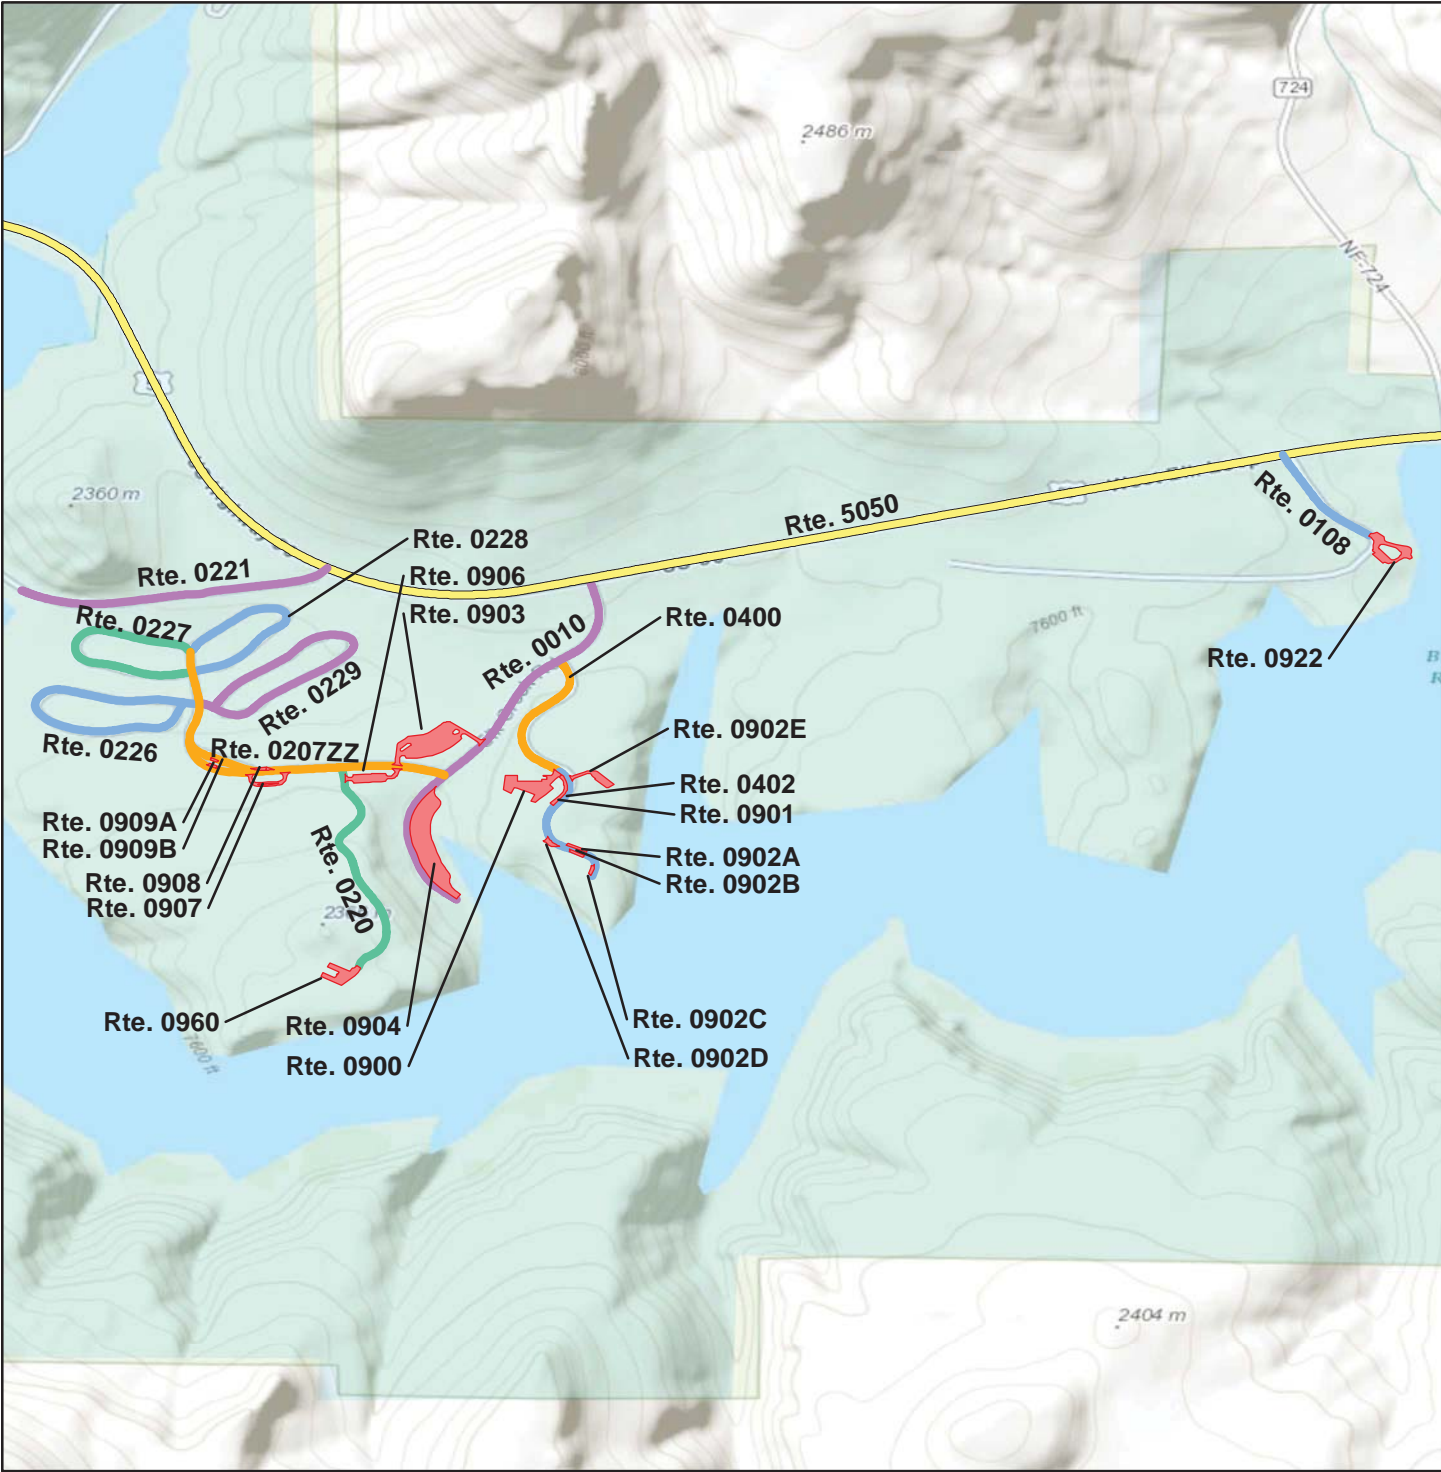 724
2486 m
NF-724
2360 m
Rte. 5050
Rte. 0108
Rte. 0228
Rte. 0221
Rte. 0906
Rte. 0903
Rte. 0227
Rte. 0010
Rte. 0400
7600 ft
Rte. 0922
Rte. 0229
Rte. 0902E
Rte. 0226
Rte. 0207ZZ
Rte. 0402
Rte. 0901
Rte. 0909A
Rte. 0909B
Rte. 0902A
Rte. 0902B
Rte. 0908
Rte. 0907
Rte. 0220
Rte. 0960
Rte. 0904
Rte. 0902C
7600 ft
Rte. 0900
Rte. 0902D
2404 m